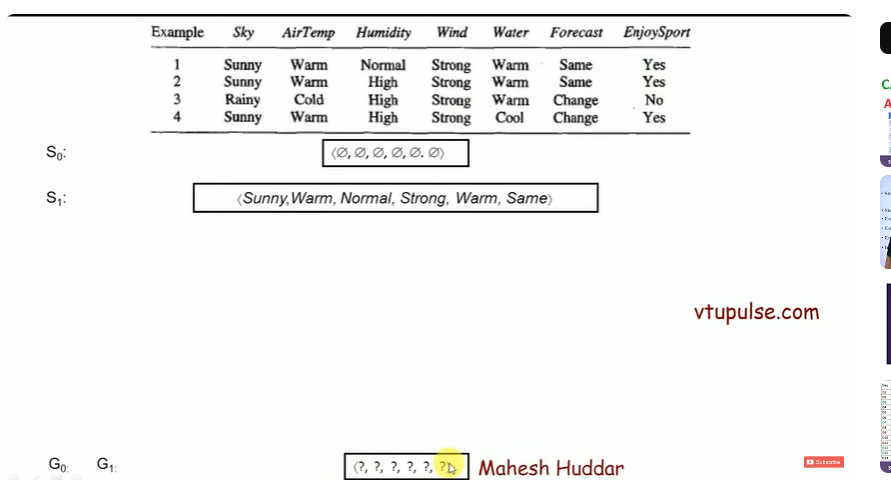 Example Sky AirTemp Humidity Wind Water Forecast EnjoySport
1 Sunny Warm Normal Strong Warm Same Yes
2 Sunny Warm High Strong Warm Same Yes
3 Rainy Cold High Strong Warm Change No
4 Sunny Warm High Strong Cool Change Yes
S0: ⟨∅, ∅, ∅, ∅, ∅. ∅⟩
S1: ⟨Sunny,Warm, Normal, Strong, Warm, Same⟩
vtupulse.com
G0: G1: ⟨?, ?, ?, ?, ?, ?⟩ Mahesh Huddar
Subscribe